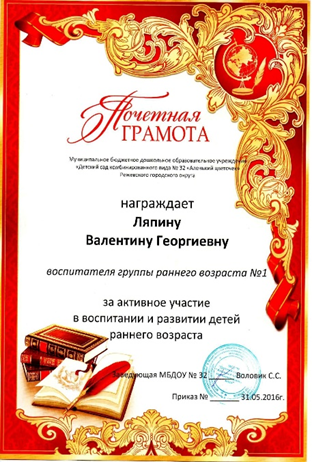 Почетная
ГРАМОТА
Муниципальное бюджетное дошкольное образовательное учреждение
«Детский сад комбинированного вида № 32 «Аленький цветочек»
Режевского городского округа
награждает
Ляпину
Валентину Георгиевну
воспитателя группы раннего возраста №1
за активное участие
в воспитании и развитии детей
раннего возраста
Заведующая МБДОУ № 32 ____ Воловик С.С.
Приказ № ____ 31.05.2016г.